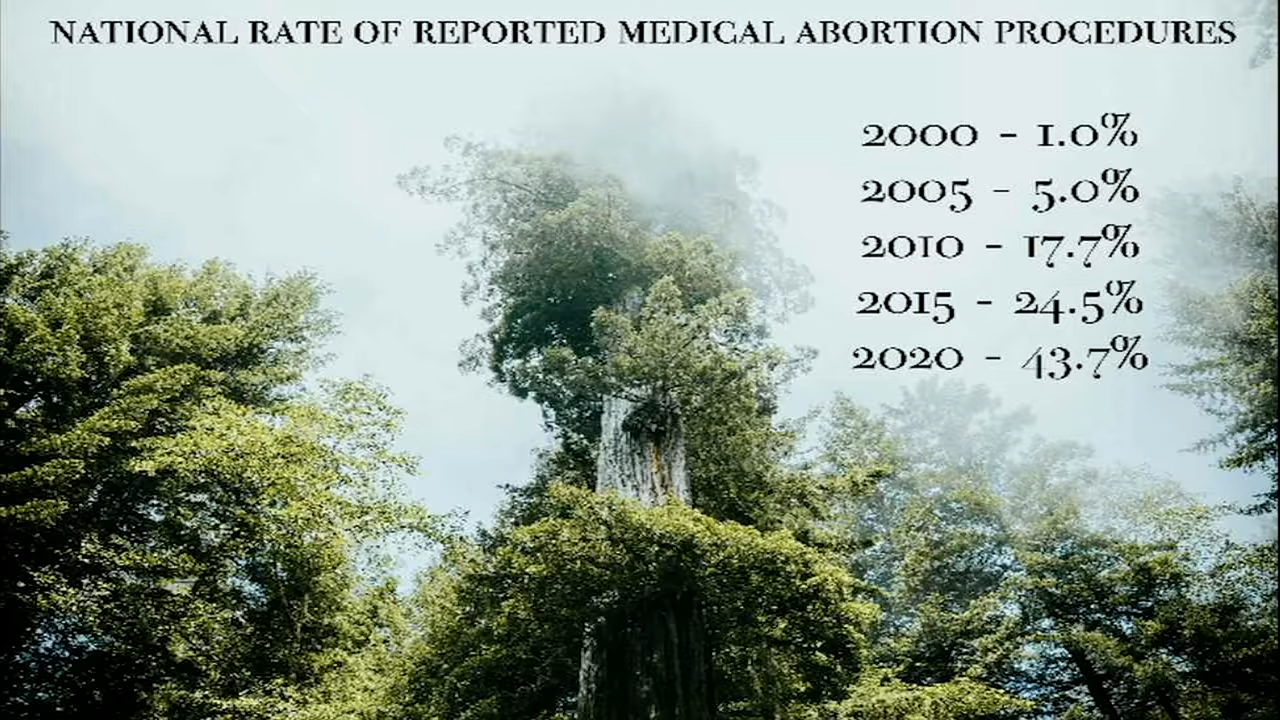 NATIONAL RATE OF REPORTED MEDICAL ABORTION PROCEDURES
2000 - 1.0%
2005 - 5.0%
2010 - 17.7%
2015 - 24.5%
2020 - 43.7%